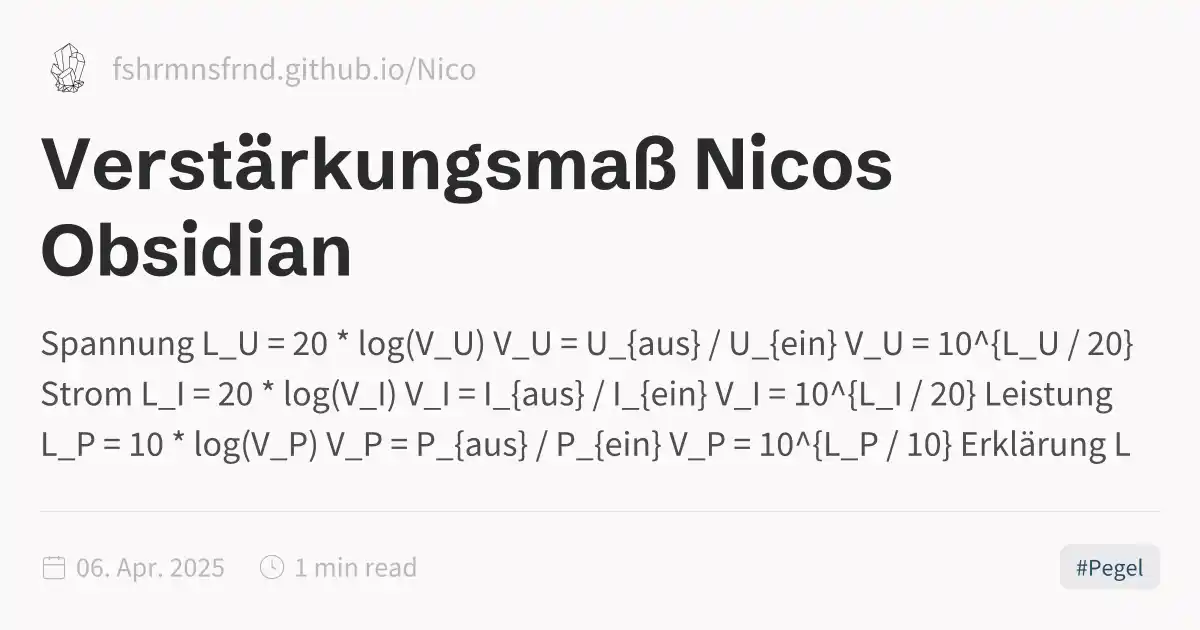 fshrmnsfrnd.github.io/Nico
Verstärkungsmaß Nicos
Obsidian
Spannung L_U = 20 * log(V_U) V_U = U_{aus} / U_{ein} V_U = 10^{L_U / 20}
Strom L_I = 20 * log(V_I) V_I = I_{aus} / I_{ein} V_I = 10^{L_I / 20} Leistung
L_P = 10 * log(V_P) V_P = P_{aus} / P_{ein} V_P = 10^{L_P / 10} Erklärung L
06. Apr. 2025 1 min read #Pegel